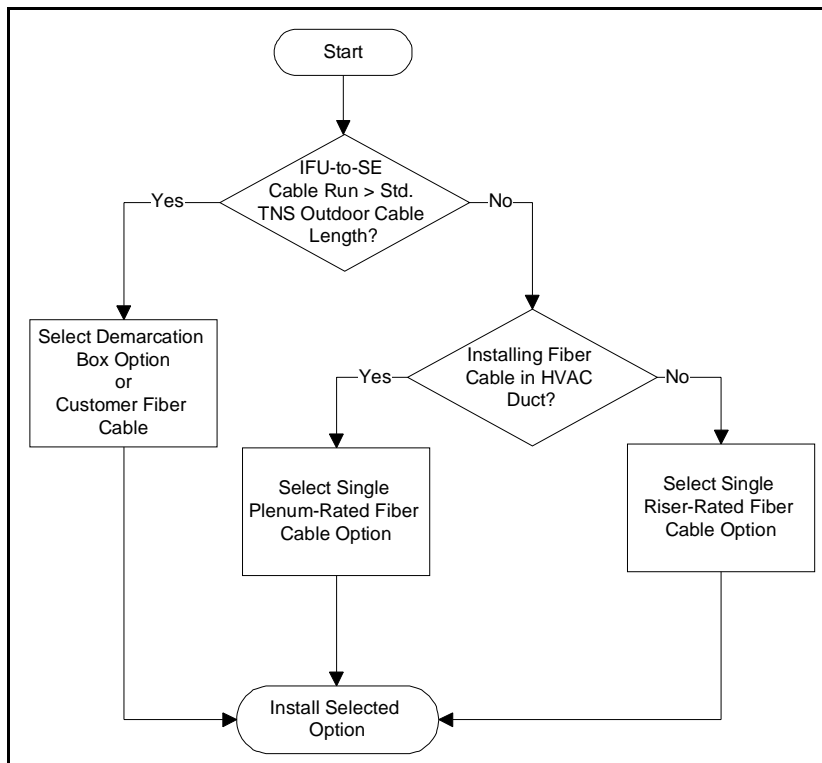 Start
IFU-to-SE
Cable Run > Std.
TNS Outdoor Cable
Length?
Yes
No
Select Demarcation
Box Option
or
Customer Fiber
Cable
Installing Fiber
Cable in HVAC
Duct?
Yes
No
Select Single
Plenum-Rated Fiber
Cable Option
Select Single
Riser-Rated Fiber
Cable Option
Install Selected
Option